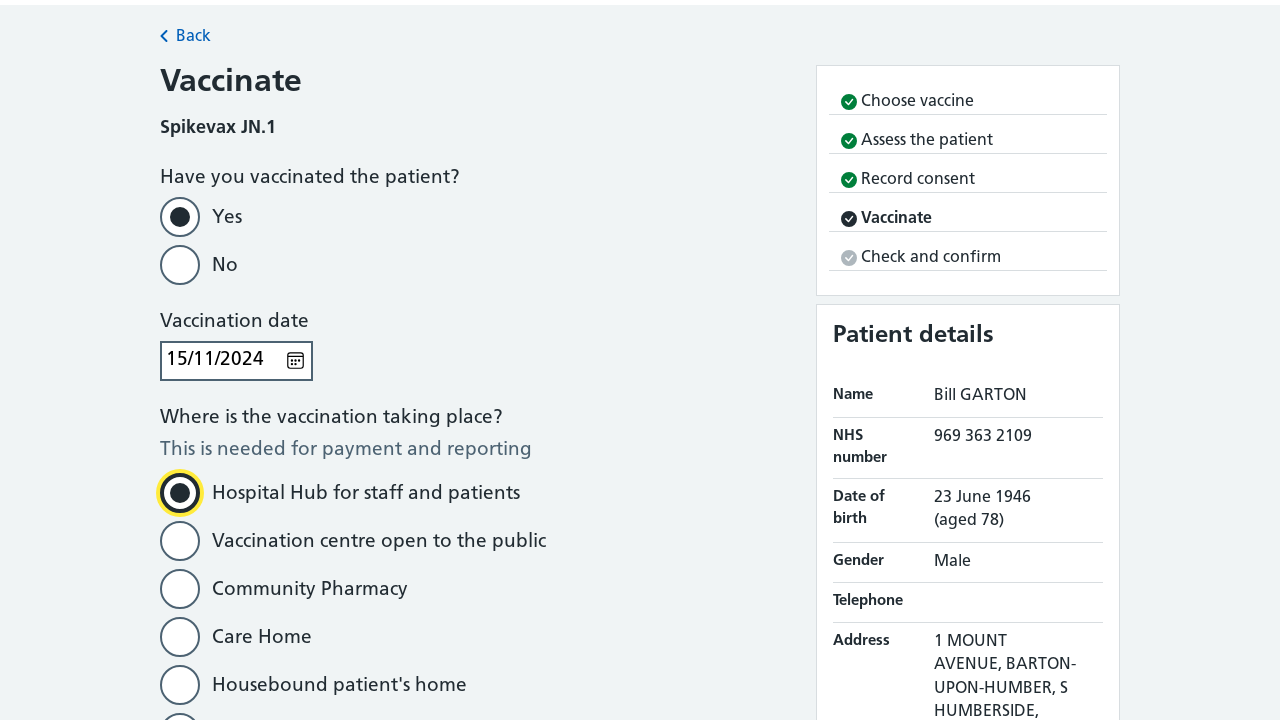 Back
Vaccinate
Spikevax JN.1
Have you vaccinated the patient?
Yes
No
Vaccination date
15/11/2024
Where is the vaccination taking place?
This is needed for payment and reporting
Hospital Hub for staff and patients
Vaccination centre open to the public
Community Pharmacy
Care Home
Housebound patient's home
Choose vaccine
Assess the patient
Record consent
Vaccinate
Check and confirm
Patient details
Name Bill GARTON
NHS number 969 363 2109
Date of birth 23 June 1946 (aged 78)
Gender Male
Telephone
Address 1 MOUNT
AVENUE, BARTON-
UPON-HUMBER, S
HUMBERSIDE,